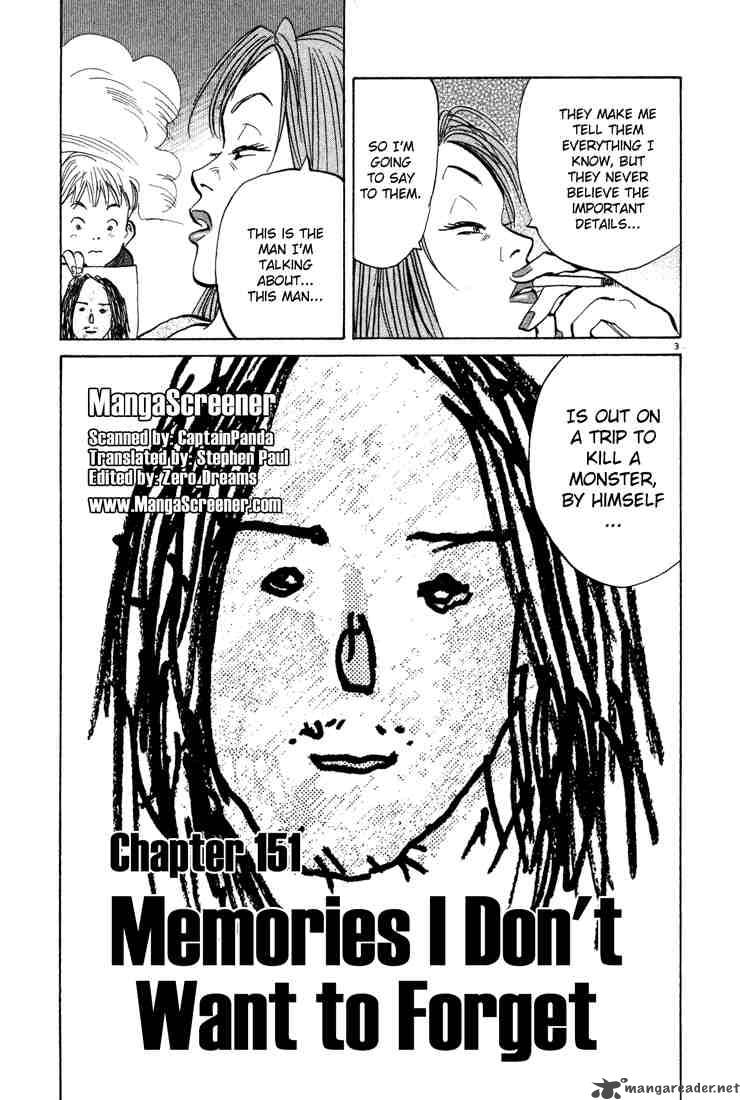 THEY MAKE ME
TELL THEM
EVERYTHING I
KNOW, BUT
THEY NEVER
BELIEVE THE
IMPORTANT
DETAILS...
SO I'M
GOING
TO SAY
TO THEM.
THIS IS THE
MAN I'M
TALKING
ABOUT...
THIS MAN...
3
IS OUT ON
A TRIP TO
KILL A
MONSTER,
BY HIMSELF
...
MangaScreener
Scanned by: CaptainPanda
Translated by: Stephen Paul
Edited by: Zero Dreams
www.MangaScreener.com
Chapter 151
Memories I Don't
Want to Forget
mangareader.net